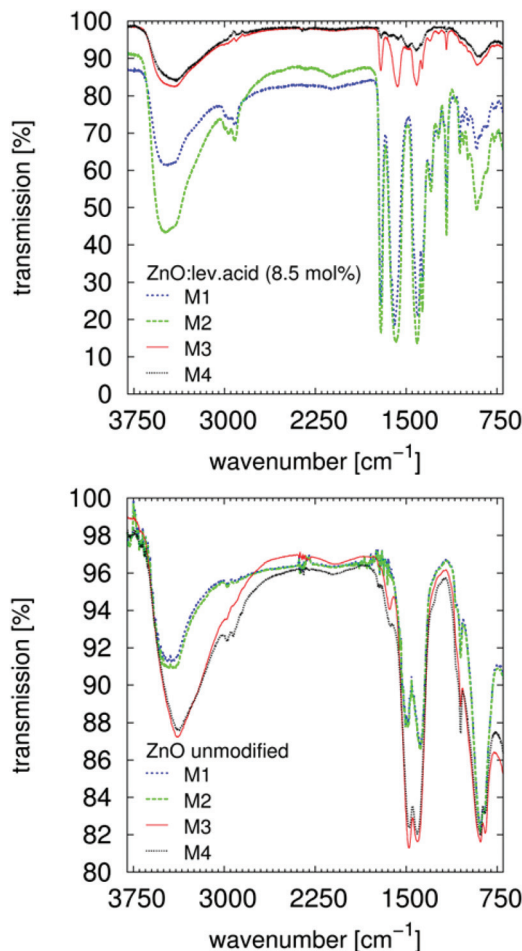 100
90
80
70
60
50
40
30
20
10
0
transmission [%]
ZnO:lev.acid (8.5 mol%)
M1
M2
M3
M4
3750 3000 2250 1500 750
wavenumber [cm⁻¹]
100
98
96
94
92
90
88
86
84
82
80
transmission [%]
ZnO unmodified
M1
M2
M3
M4
3750 3000 2250 1500 750
wavenumber [cm⁻¹]